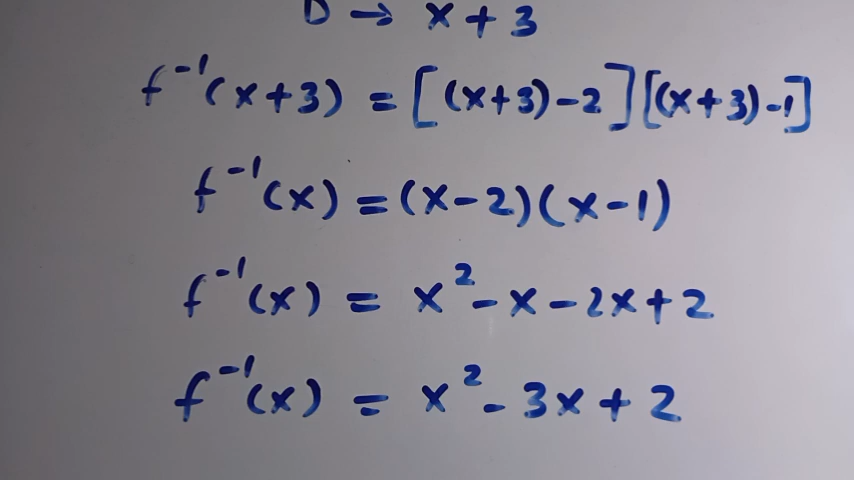 D → x + 3
f⁻¹(x+3) = [(x+3)-2][(x+3)-1]
f⁻¹(x) = (x-2)(x-1)
f⁻¹(x) = x² - x - 2x + 2
f⁻¹(x) = x² - 3x + 2